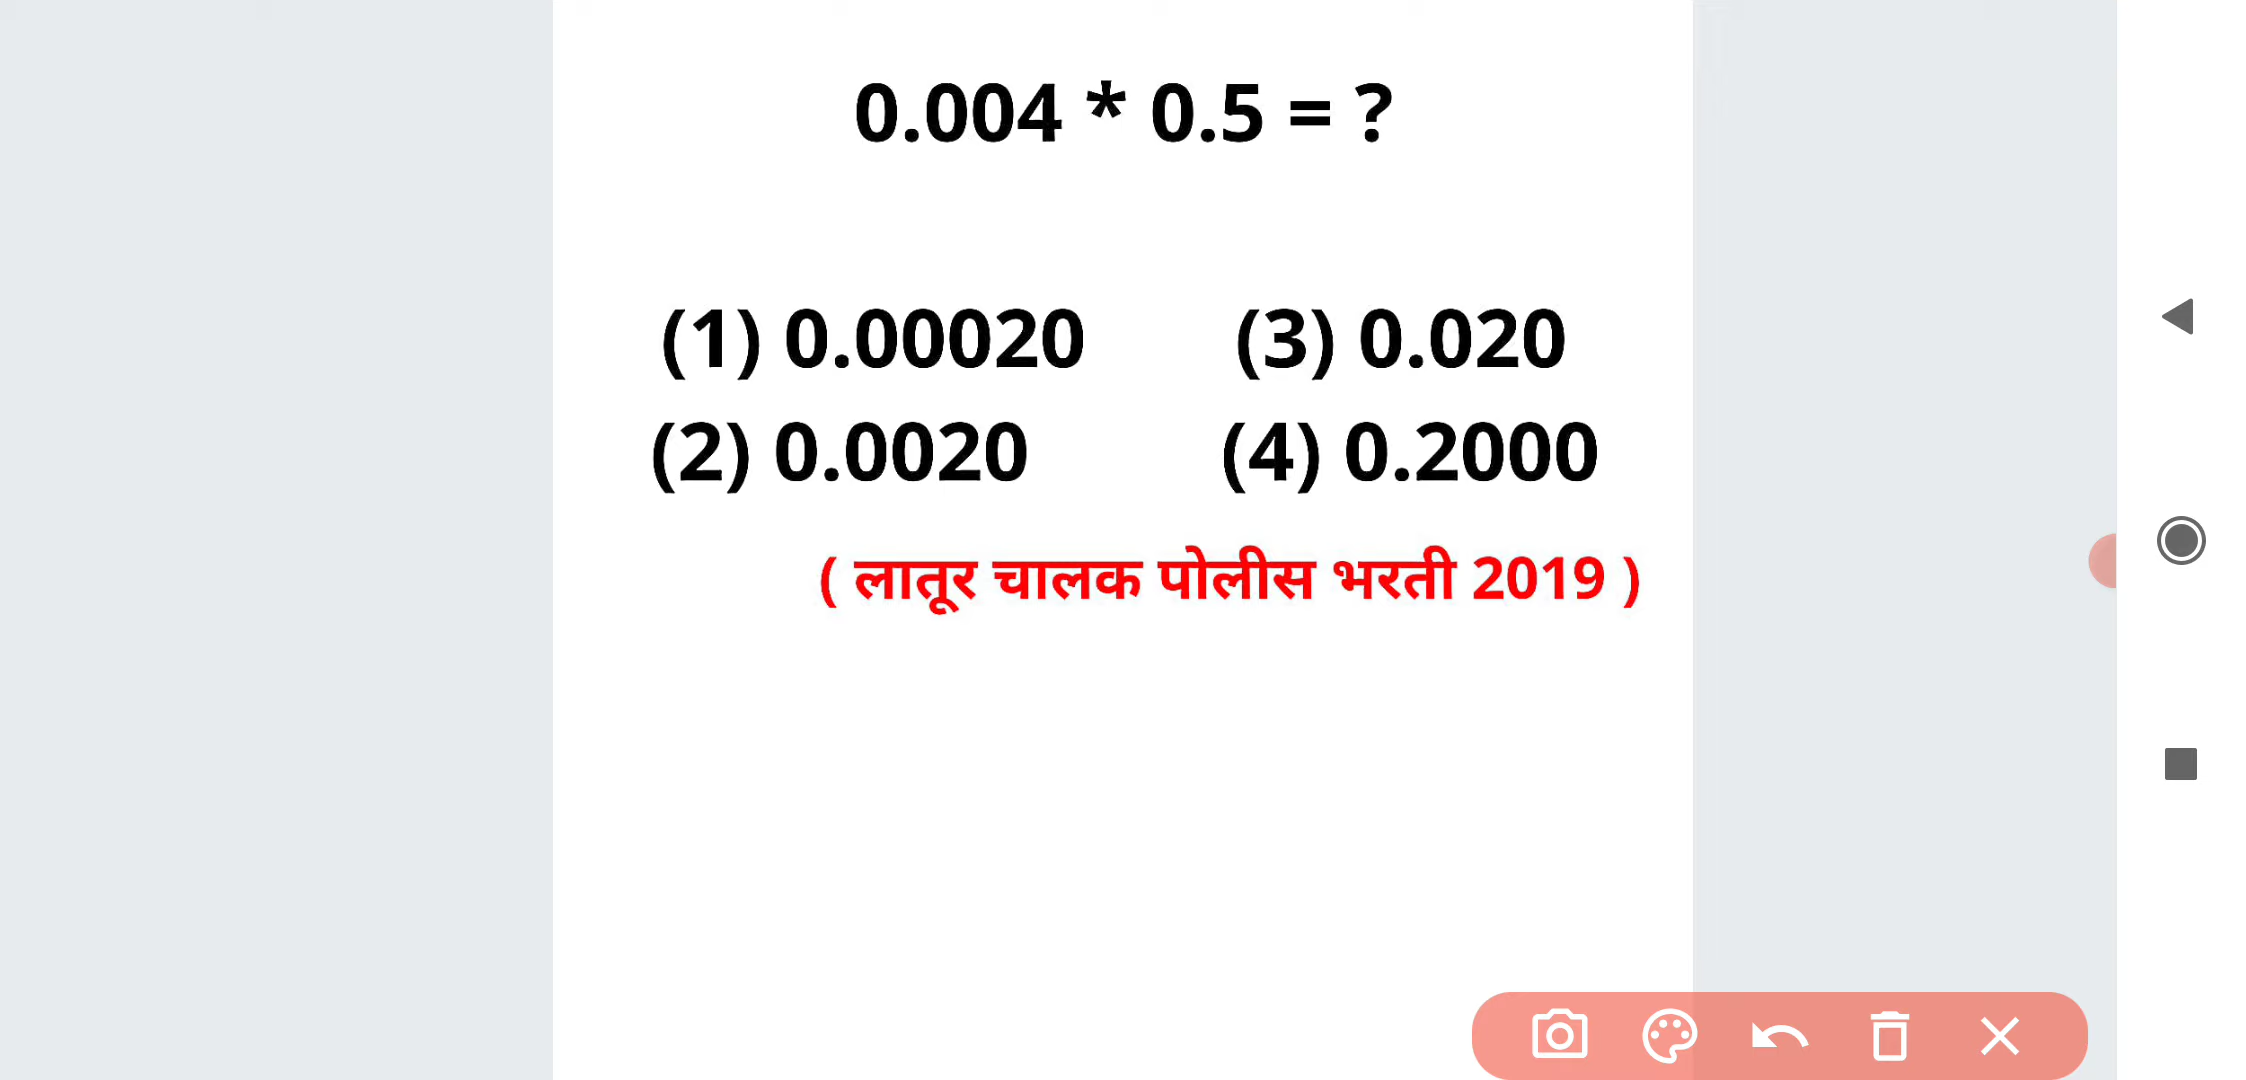 0.004 * 0.5 = ?
(1) 0.00020 (3) 0.020
(2) 0.0020 (4) 0.2000
( लातूर चालक पोलीस भरती 2019 )